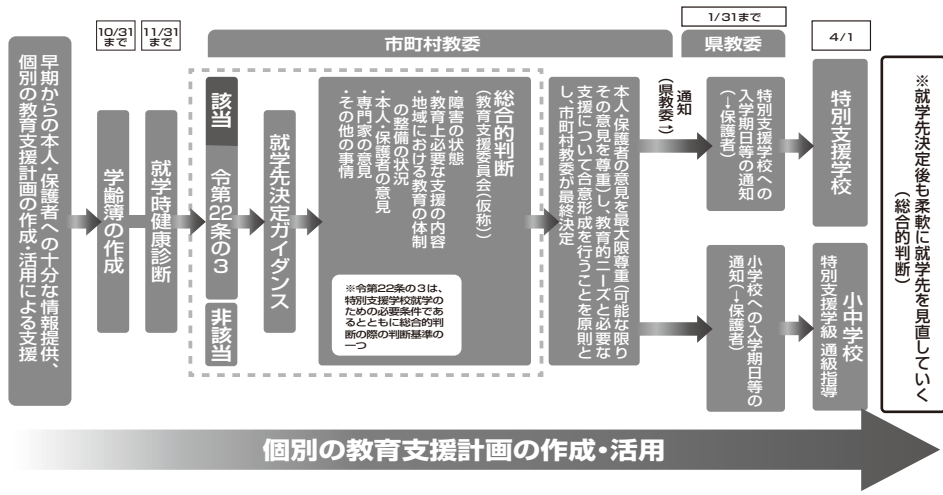 早期からの本人・保護者への十分な情報提供、
個別の教育支援計画の作成・活用による支援
10/31
まで
学齢簿の作成
11/31
まで
就学時健康診断
市町村教委
該当
令第22条の3
非該当
就学先決定ガイダンス
総合的判断
(教育支援委員会(仮称))
・障害の状態
・教育上必要な支援の内容
・地域における教育の体制
の整備の状況
・本人・保護者の意見
・専門家の意見
・その他の事情
※令第22条の3は、
特別支援学校就学の
ための必要条件であ
るとともに総合的判
断の際の判断基準の
一つ
本人・保護者の意見を最大限尊重(可能な限り
その意見を尊重)し、教育的ニーズと必要な
支援について合意形成を行うことを原則と
し、市町村教委が最終決定
通知
(県教委↑)
1/31まで
県教委
特別支援学校への
入学期日等の通知
(→保護者)
小学校への入学期日等の
通知(→保護者)
4/1
特別支援学校
小中学校
特別支援学級 通級指導
※就学先決定後も柔軟に就学先を見直していく
(総合的判断)
個別の教育支援計画の作成・活用